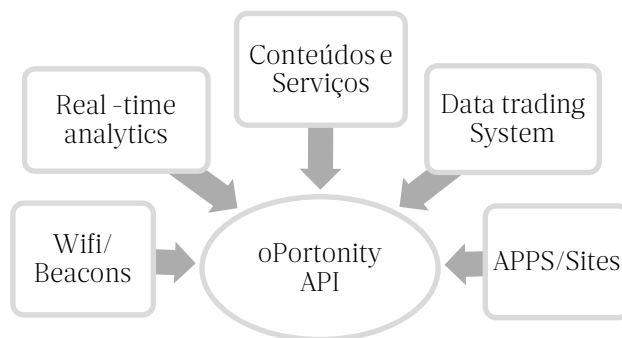 Conteúdos e
Serviços
Real -time
analytics
Data trading
System
Wifi/
Beacons
oPortonity
API
APPS/Sites